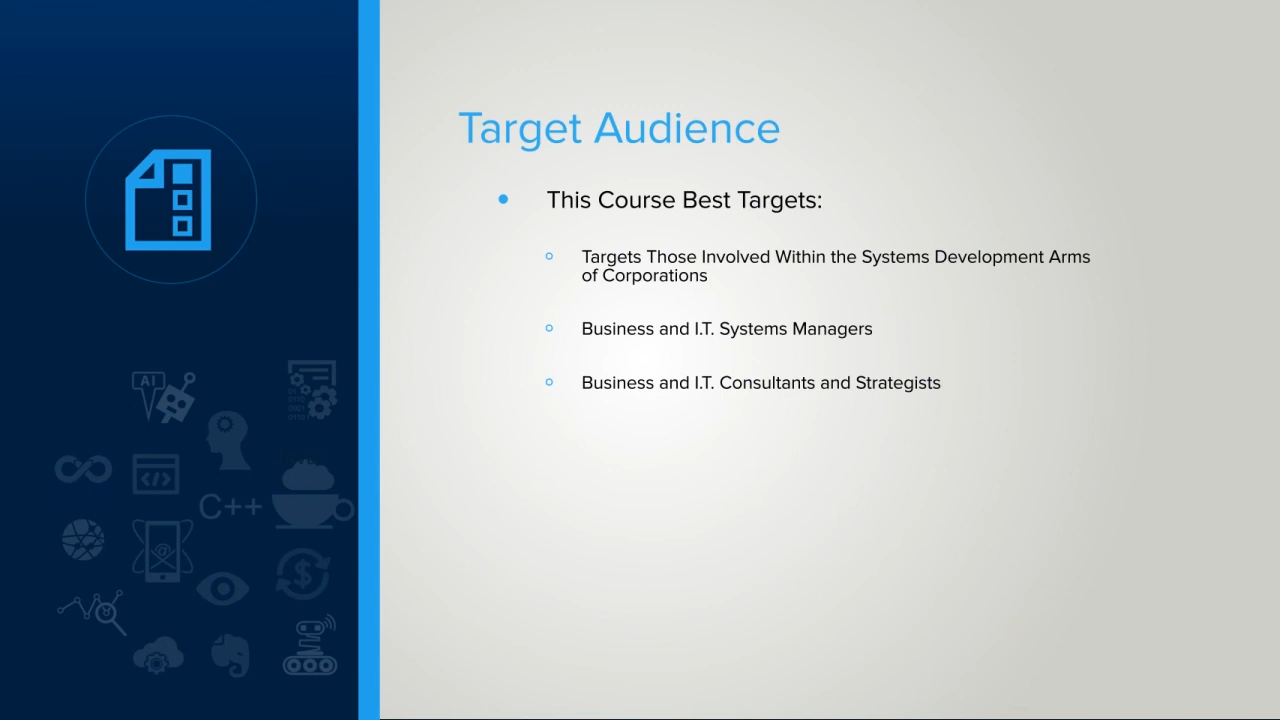 Target Audience
This Course Best Targets:
Targets Those Involved Within the Systems Development Arms
of Corporations
Business and I.T. Systems Managers
Business and I.T. Consultants and Strategists
AI
C++